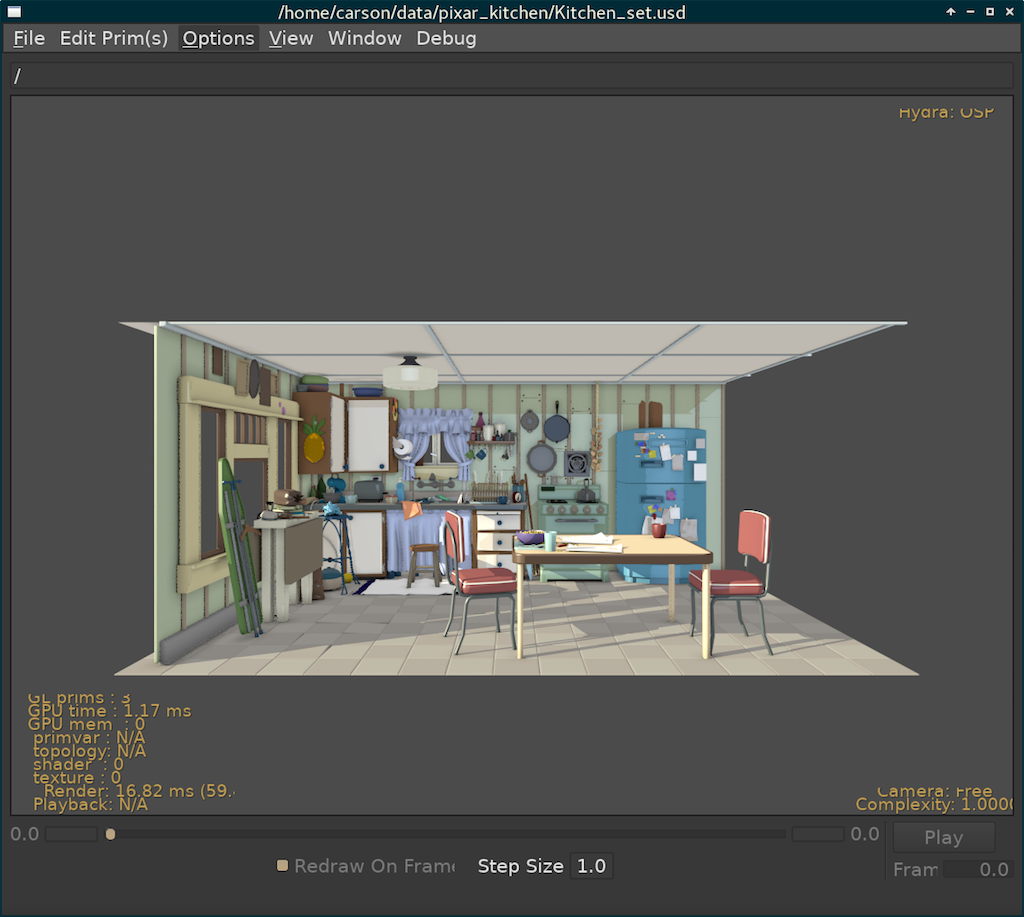 /home/carson/data/pixar_kitchen/Kitchen_set.usd
File Edit Prim(s) Options View Window Debug
/
Hydra: OSP
GL prims : 3
GPU time : 1.17 ms
GPU mem : 0
primvar : N/A
topology: N/A
shader : 0
texture : 0
Render: 16.82 ms (59.
Playback: N/A
Camera: Free
Complexity: 1.0000
0.0 0.0 Play
Redraw On Frame Step Size 1.0
Fram 0.0